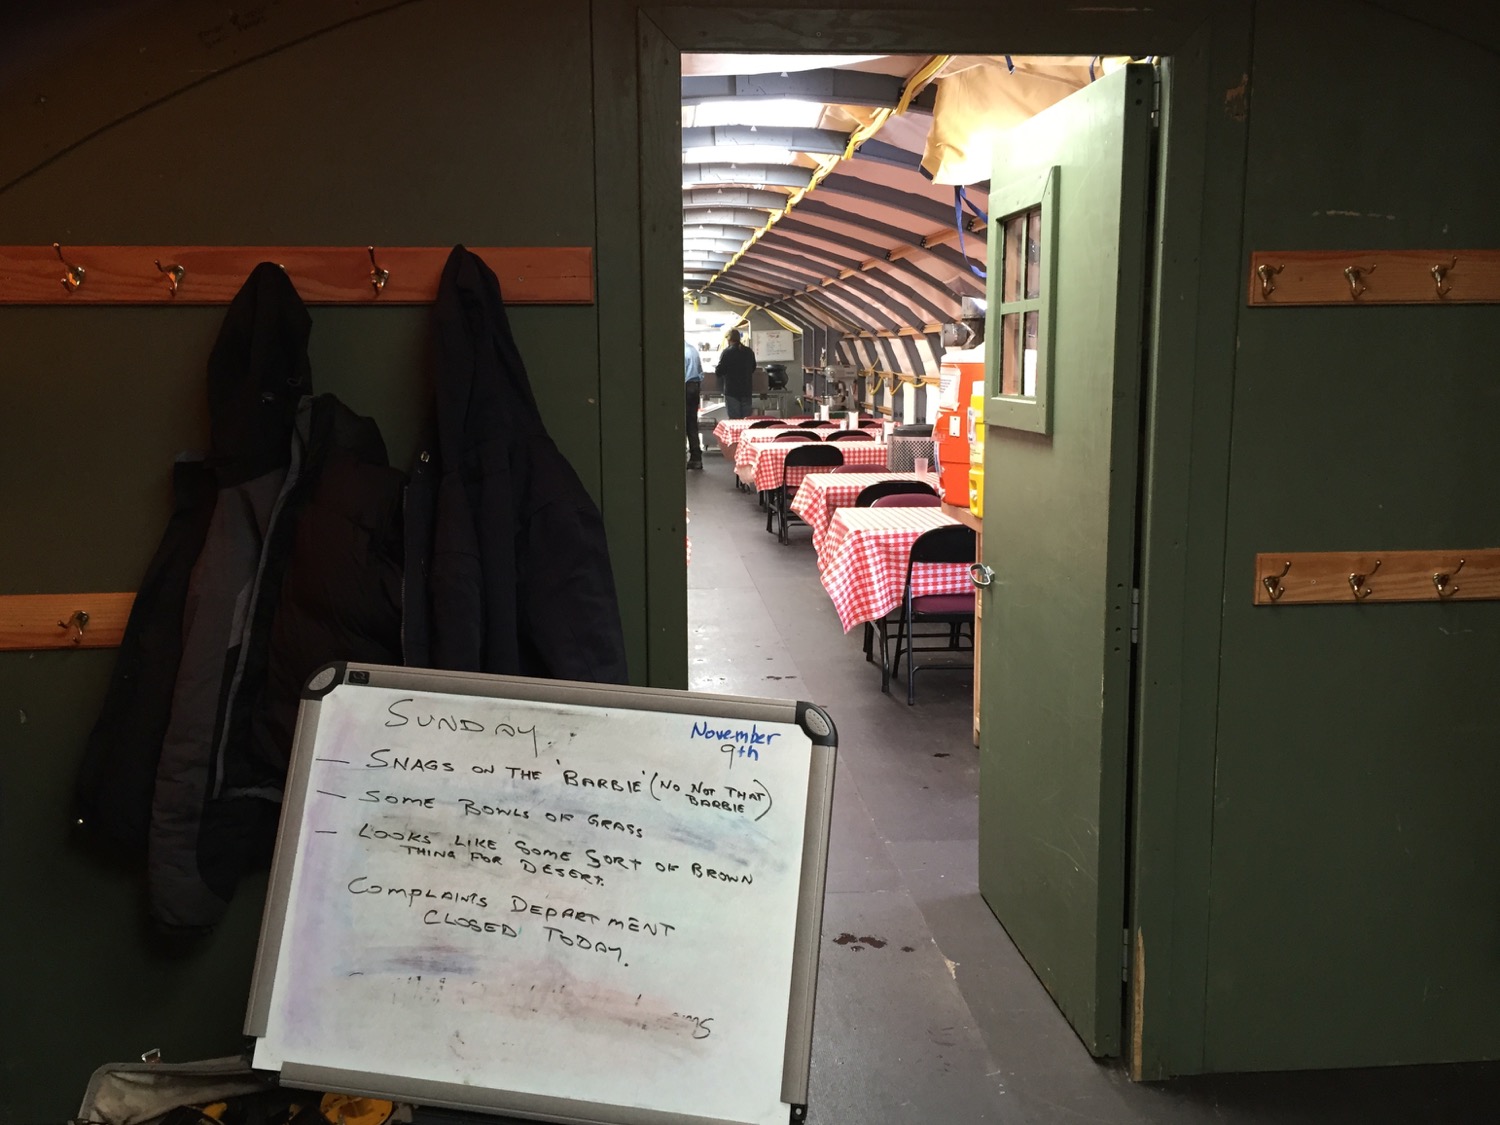 SUNDAY.
November
9th
— SNAGS ON THE 'BARBIE' (NO NOT THAT
BARBIE)
— SOME BOWLS OF GRASS
— LOOKS LIKE SOME SORT OF BROWN
THING FOR DESERT.
COMPLAINTS DEPARTMENT
CLOSED TODAY.